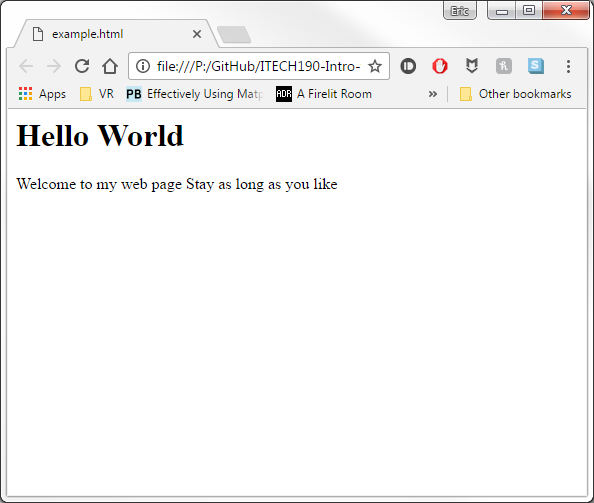 Eric
example.html
file:///P:/GitHub/ITECH190-Intro-
Apps VR PB Effectively Using Matp ADR A Firelit Room » Other bookmarks
Hello World
Welcome to my web page Stay as long as you like